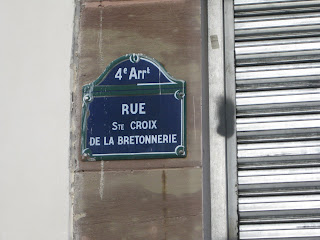 4e Arrt
RUE
STE CROIX
DE LA BRETONNERIE